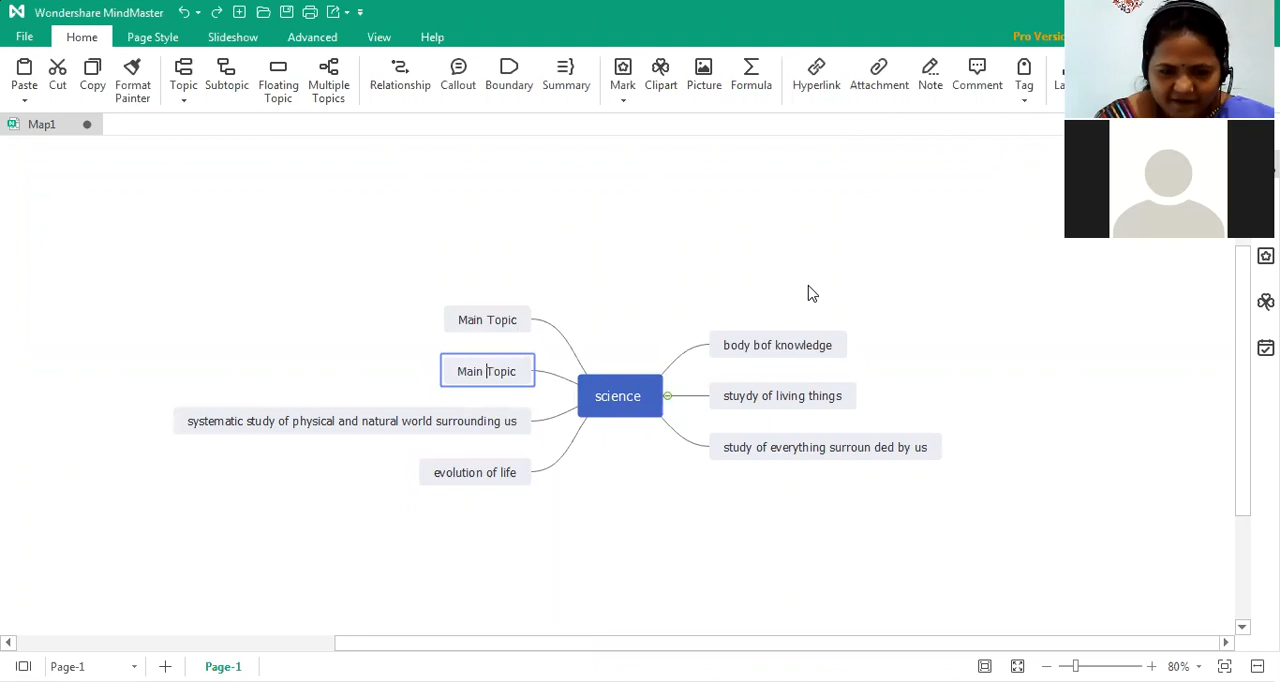 Wondershare MindMaster
File Home Page Style Slideshow Advanced View Help
Pro Versio
Paste Cut Copy Format Painter Topic Subtopic Floating Topic Multiple Topics Relationship Callout Boundary Summary Mark Clipart Picture Formula Hyperlink Attachment Note Comment Tag La
Map1
Main Topic
Main Topic
systematic study of physical and natural world surrounding us
evolution of life
science
body bof knowledge
stuydy of living things
study of everything surroun ded by us
Page-1 Page-1 80%